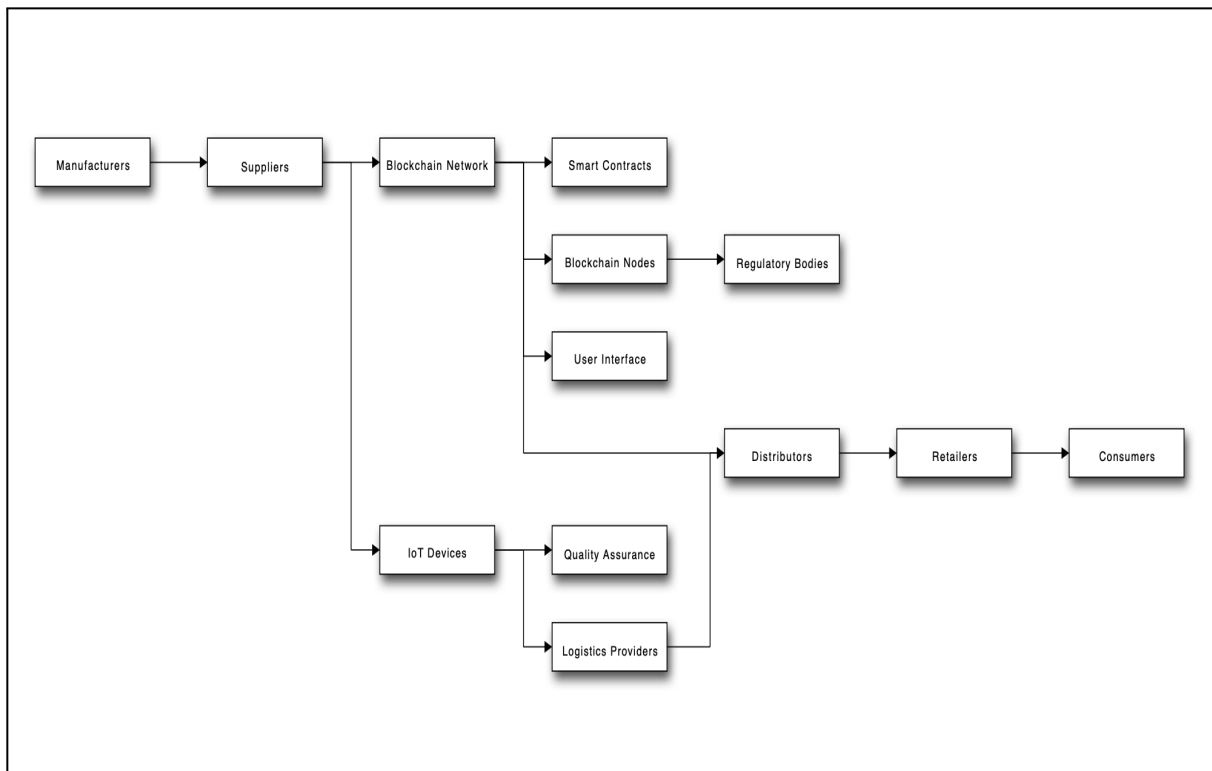 Manufacturers
Suppliers
Blockchain Network
Smart Contracts
Blockchain Nodes
Regulatory Bodies
User Interface
Distributors
Retailers
Consumers
IoT Devices
Quality Assurance
Logistics Providers